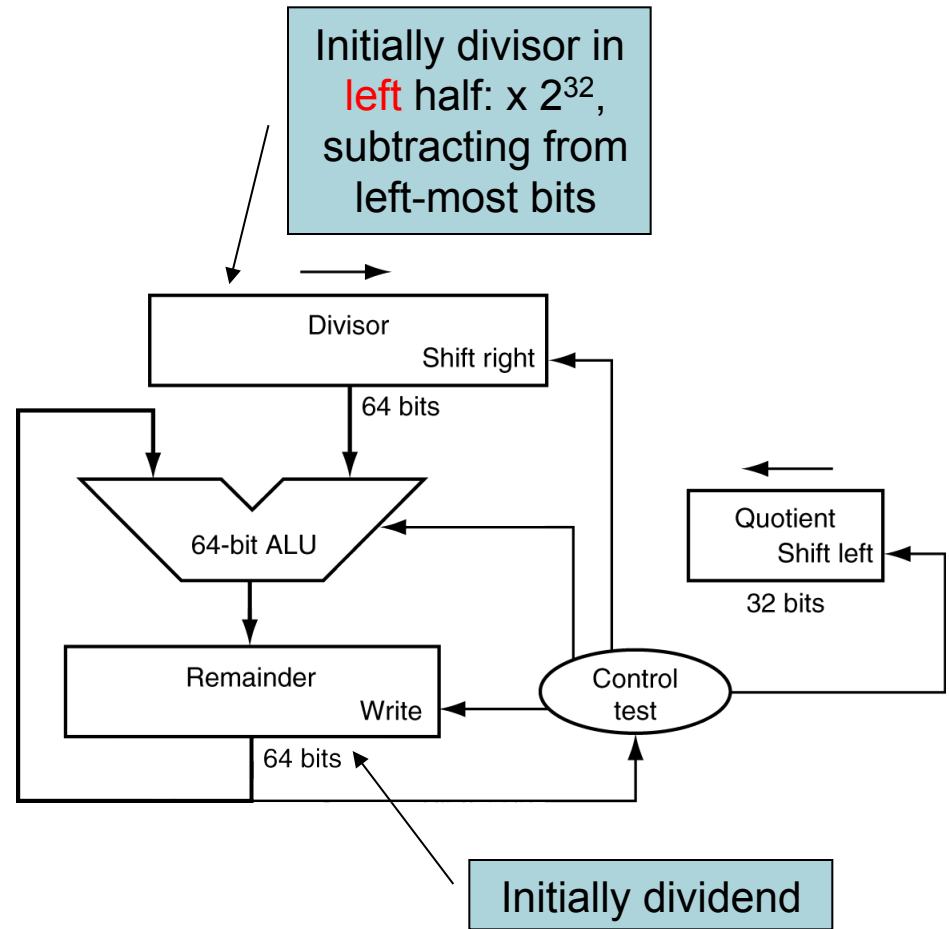 Initially divisor in
left half: x 2³²,
subtracting from
left-most bits
Divisor
Shift right
64 bits
64-bit ALU
Quotient
Shift left
32 bits
Remainder
Write
Control
test
64 bits
Initially dividend